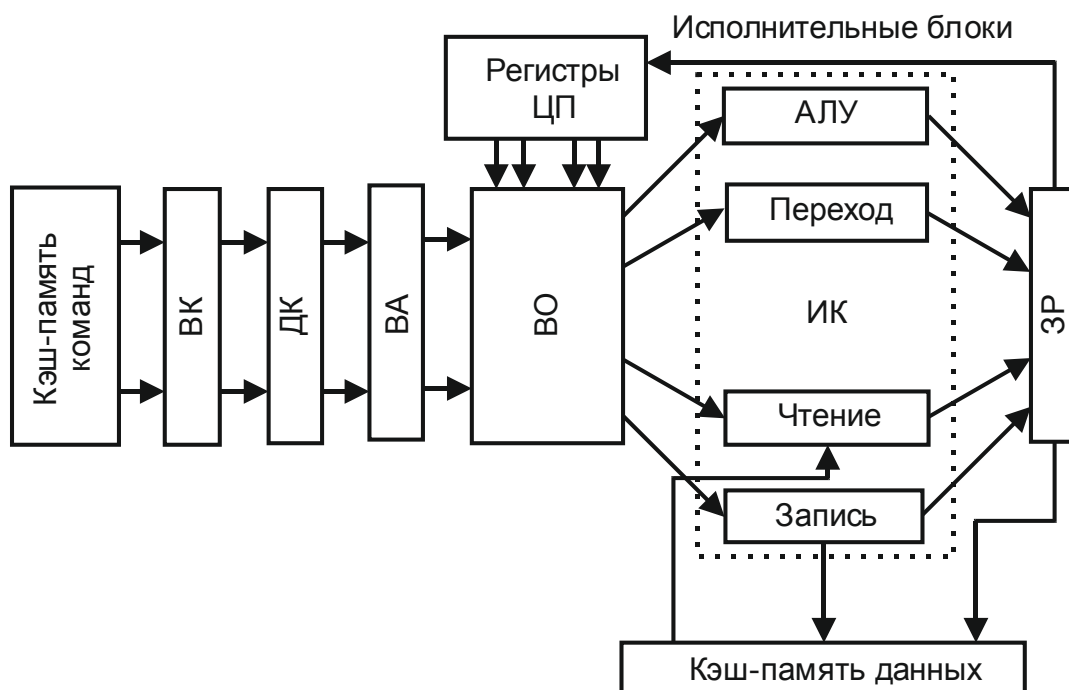 Исполнительные блоки
Регистры
ЦП
АЛУ
Переход
Кэш-память
команд
ВК
ДК
ВА
ВО
ИК
ЗР
Чтение
Запись
Кэш-память данных